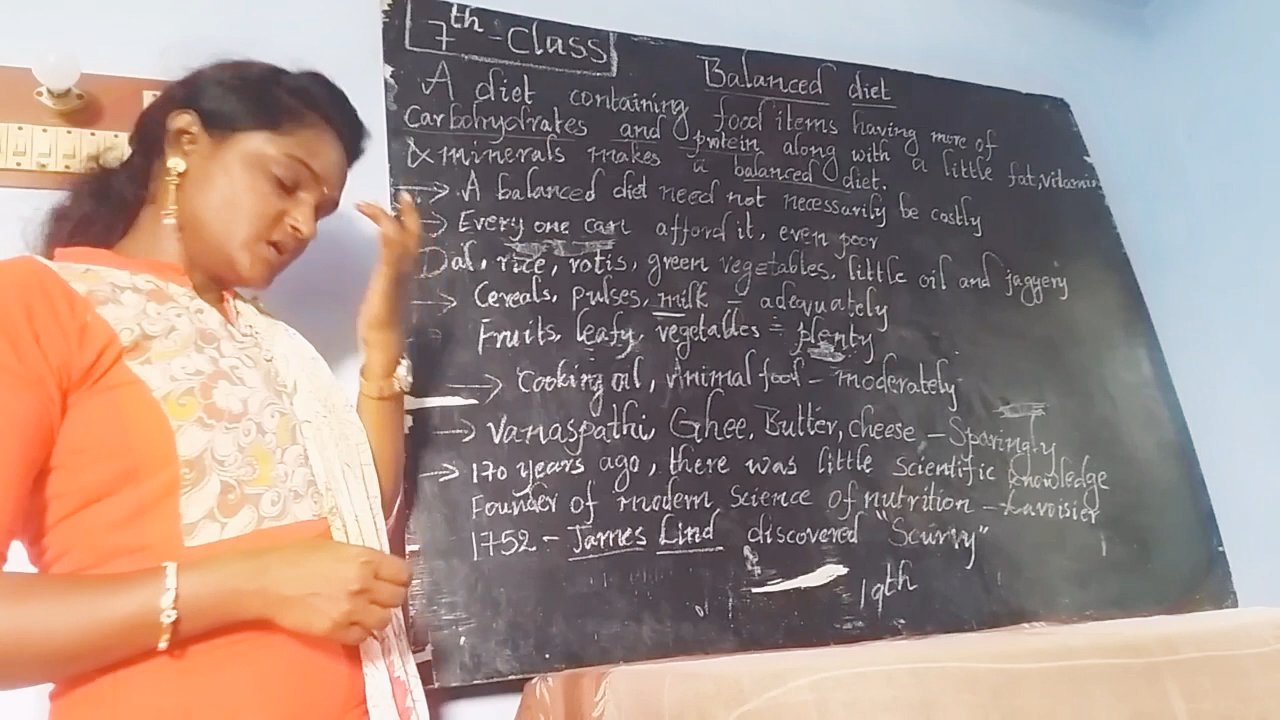 7th-Class
Balanced diet
A diet containing food items having more of
Carbohydrates and protein along with a little fat, vitamin
& minerals makes a balanced diet.
→ A balanced diet need not necessarily be costly
→ Every one can afford it, even poor
Dal, rice, rotis, green vegetables, little oil and jaggery
→ Cereals, pulses, milk - adequately
Fruits, leafy, vegetables = plenty
→ Cooking oil, Animal food - moderately
→ Vanaspathi, Ghee, Butter, cheese - Sparingly
→ 170 years ago, there was little scientific knowledge
Founder of modern science of nutrition - Lavoisier
1752 - James Lind discovered "Scurvy"
19th